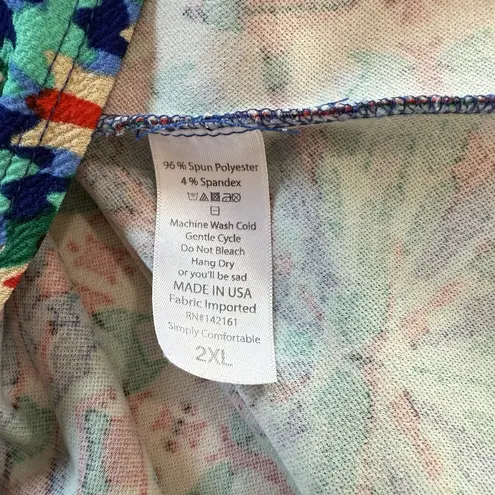 96 % Spun Polyester
4 % Spandex
Machine Wash Cold
Gentle Cycle
Do Not Bleach
Hang Dry
or you'll be sad
MADE IN USA
Fabric Imported
RN#142161
Simply Comfortable
2XL